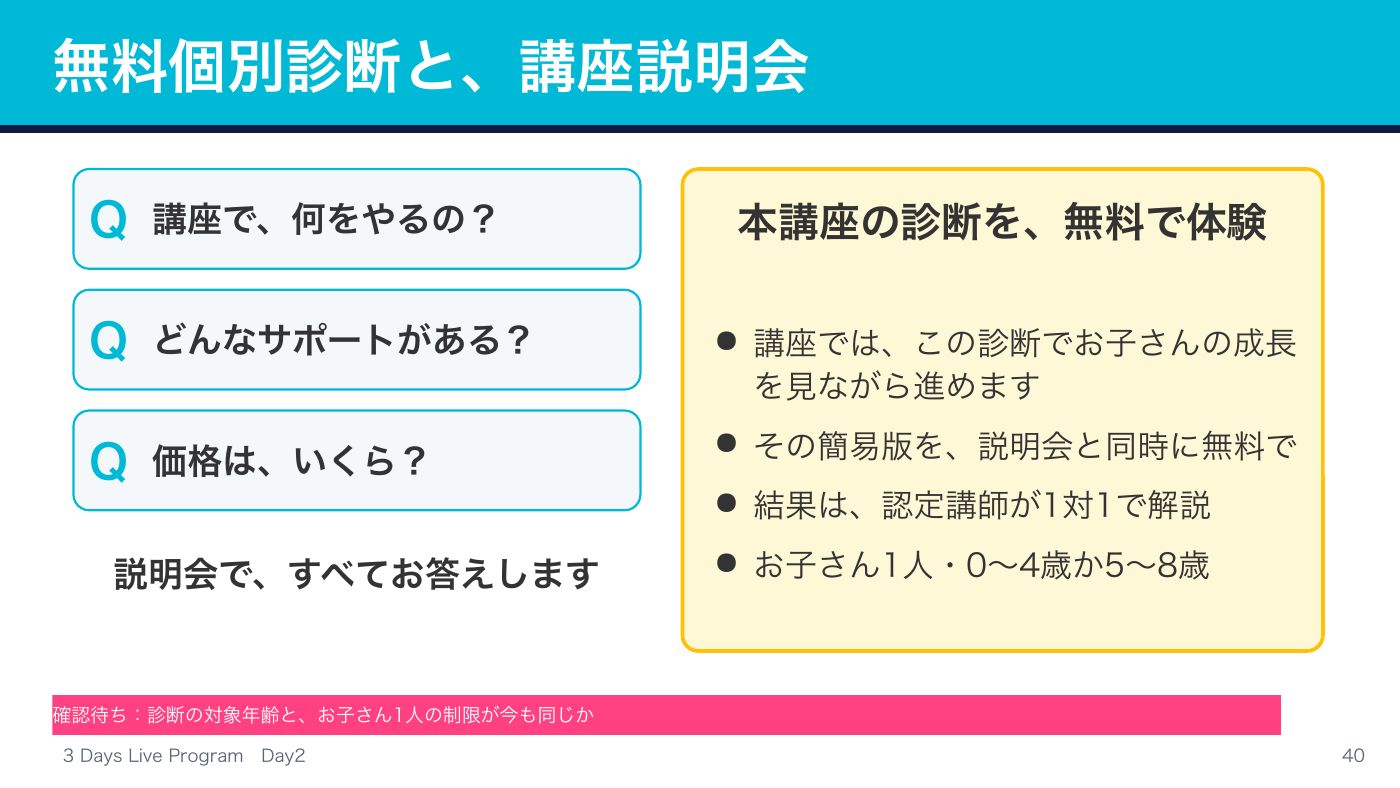 無料個別診断と、講座説明会
Q 講座で、何をやるの？
Q どんなサポートがある？
Q 価格は、いくら？
説明会で、すべてお答えします
本講座の診断を、無料で体験
● 講座では、この診断でお子さんの成長
を見ながら進めます
● その簡易版を、説明会と同時に無料で
● 結果は、認定講師が1対1で解説
● お子さん1人・0〜4歳か5〜8歳
確認待ち：診断の対象年齢と、お子さん1人の制限が今も同じか
3 Days Live Program　Day2
40